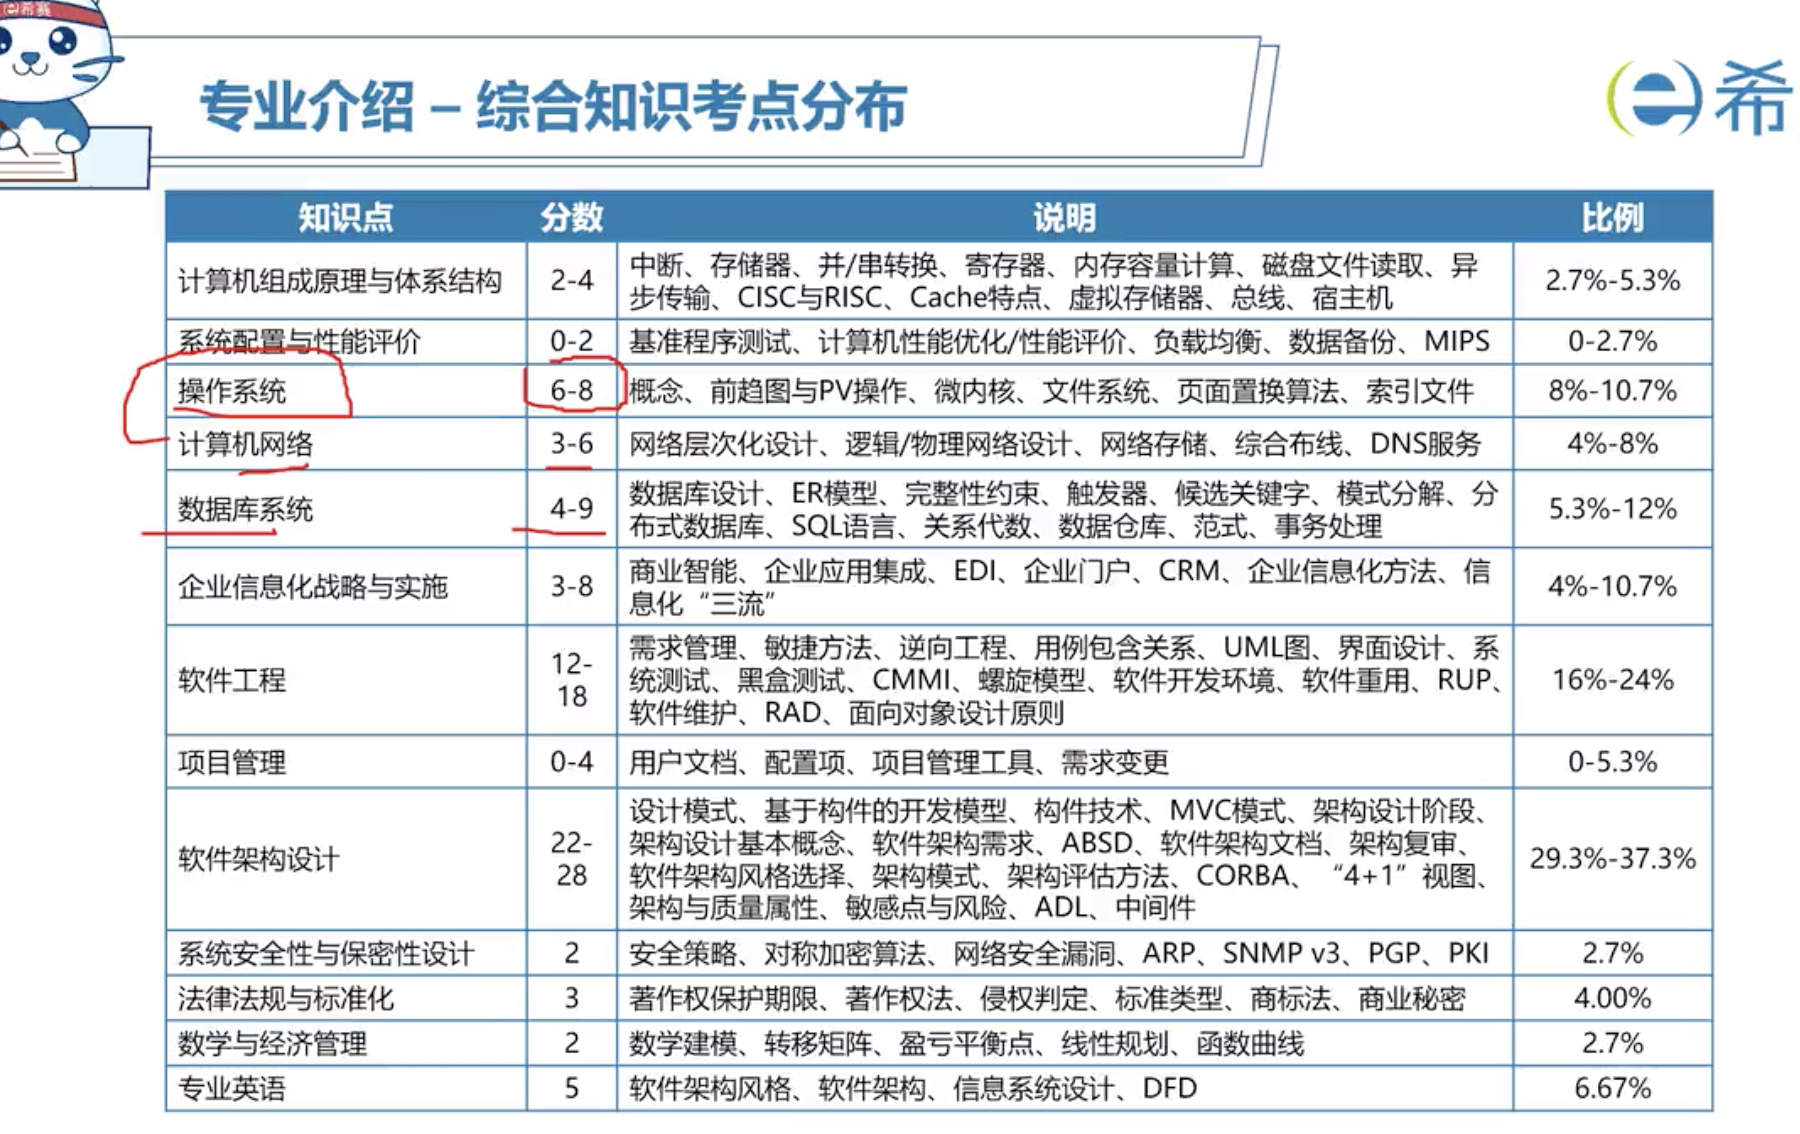 希赛
专业介绍 – 综合知识考点分布
希
知识点 分数 说明 比例
计算机组成原理与体系结构 2-4 中断、存储器、并/串转换、寄存器、内存容量计算、磁盘文件读取、异
步传输、CISC与RISC、Cache特点、虚拟存储器、总线、宿主机 2.7%-5.3%
系统配置与性能评价 0-2 基准程序测试、计算机性能优化/性能评价、负载均衡、数据备份、MIPS 0-2.7%
操作系统 6-8 概念、前趋图与PV操作、微内核、文件系统、页面置换算法、索引文件 8%-10.7%
计算机网络 3-6 网络层次化设计、逻辑/物理网络设计、网络存储、综合布线、DNS服务 4%-8%
数据库系统 4-9 数据库设计、ER模型、完整性约束、触发器、候选关键字、模式分解、分
布式数据库、SQL语言、关系代数、数据仓库、范式、事务处理 5.3%-12%
企业信息化战略与实施 3-8 商业智能、企业应用集成、EDI、企业门户、CRM、企业信息化方法、信
息化“三流” 4%-10.7%
软件工程 12-
18 需求管理、敏捷方法、逆向工程、用例包含关系、UML图、界面设计、系
统测试、黑盒测试、CMMI、螺旋模型、软件开发环境、软件重用、RUP、
软件维护、RAD、面向对象设计原则 16%-24%
项目管理 0-4 用户文档、配置项、项目管理工具、需求变更 0-5.3%
软件架构设计 22-
28 设计模式、基于构件的开发模型、构件技术、MVC模式、架构设计阶段、
架构设计基本概念、软件架构需求、ABSD、软件架构文档、架构复审、
软件架构风格选择、架构模式、架构评估方法、CORBA、“4+1”视图、
架构与质量属性、敏感点与风险、ADL、中间件 29.3%-37.3%
系统安全性与保密性设计 2 安全策略、对称加密算法、网络安全漏洞、ARP、SNMP v3、PGP、PKI 2.7%
法律法规与标准化 3 著作权保护期限、著作权法、侵权判定、标准类型、商标法、商业秘密 4.00%
数学与经济管理 2 数学建模、转移矩阵、盈亏平衡点、线性规划、函数曲线 2.7%
专业英语 5 软件架构风格、软件架构、信息系统设计、DFD 6.67%